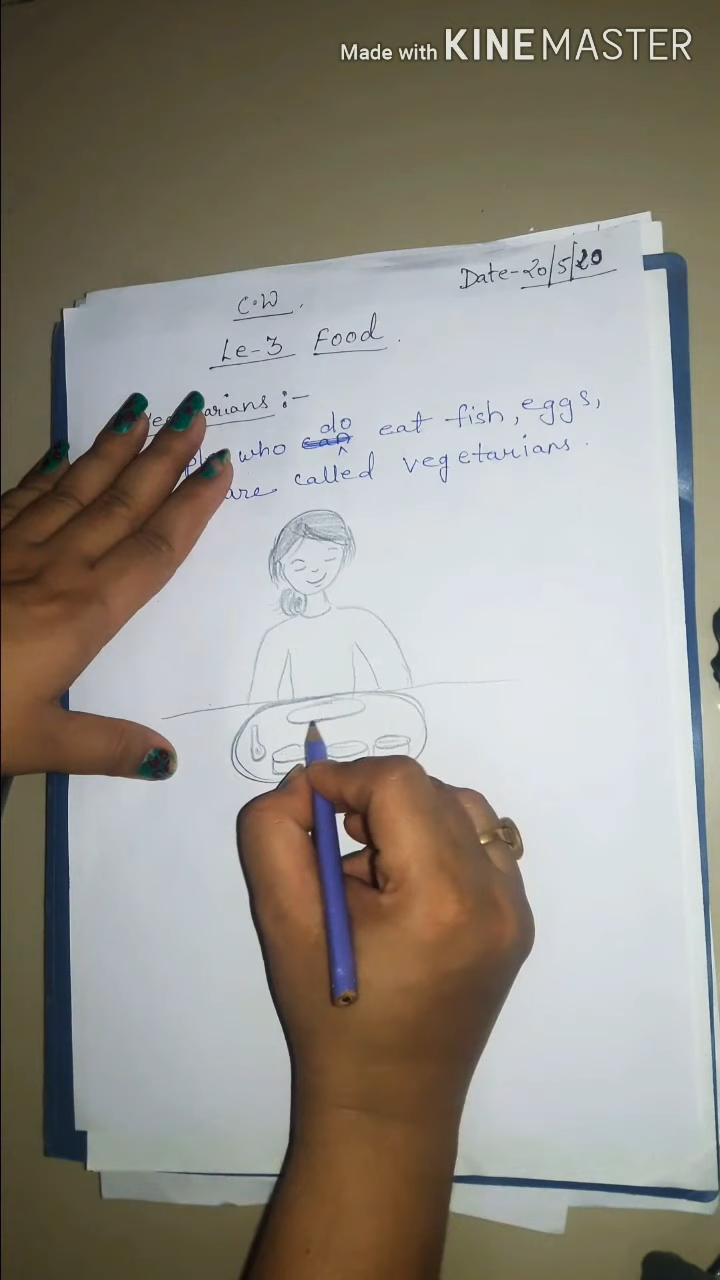 Made with KINEMASTER
Date-20/5/20
C.W.
Le-3 Food.
arians :-
who do eat fish, eggs,
are called vegetarians.